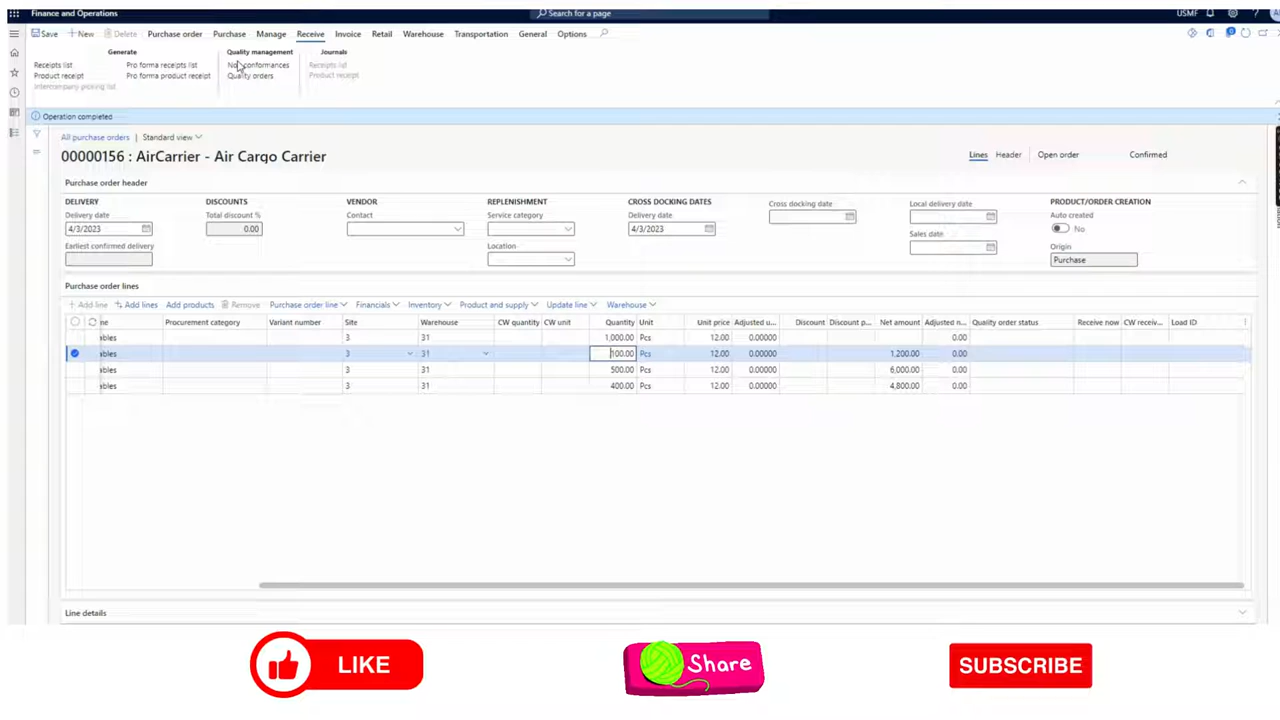 Finance and Operations
Search for a page
USMF
Save
New
Delete
Purchase order
Purchase
Manage
Receive
Invoice
Retail
Warehouse
Transportation
General
Options
Generate
Receipts list
Pro forma receipts list
Product receipt
Pro forma product receipt
Intercompany picking list
Quality management
Quality orders
Journals
Receipts list
Product receipt
Operation completed
All purchase orders | Standard view
00000156 : AirCarrier - Air Cargo Carrier
Lines
Header
Open order
Confirmed
Purchase order header
DELIVERY
Delivery date
4/3/2023
Earliest confirmed delivery
DISCOUNTS
Total discount %
0.00
VENDOR
Contact
REPLENISHMENT
Service category
Location
CROSS DOCKING DATES
Delivery date
4/3/2023
Cross docking date
Local delivery date
Sales date
PRODUCT/ORDER CREATION
Auto created
No
Origin
Purchase
Purchase order lines
+ Add line
Add lines
Add products
Remove
Purchase order line
Financials
Inventory
Product and supply
Update line
Warehouse
Procurement category Variant number Site Warehouse CW quantity CW unit Quantity Unit Unit price Adjusted u... Discount Discount p... Net amount Adjusted n... Quality order status Receive now CW receiv... Load ID
ables 3 31 1,000.00 Pcs 12.00 0.00000 0.00
ables 3 31 100.00 Pcs 12.00 0.00000 1,200.00 0.00
ables 3 31 500.00 Pcs 12.00 0.00000 6,000.00 0.00
ables 3 31 400.00 Pcs 12.00 0.00000 4,800.00 0.00
Line details
LIKE
Share
SUBSCRIBE